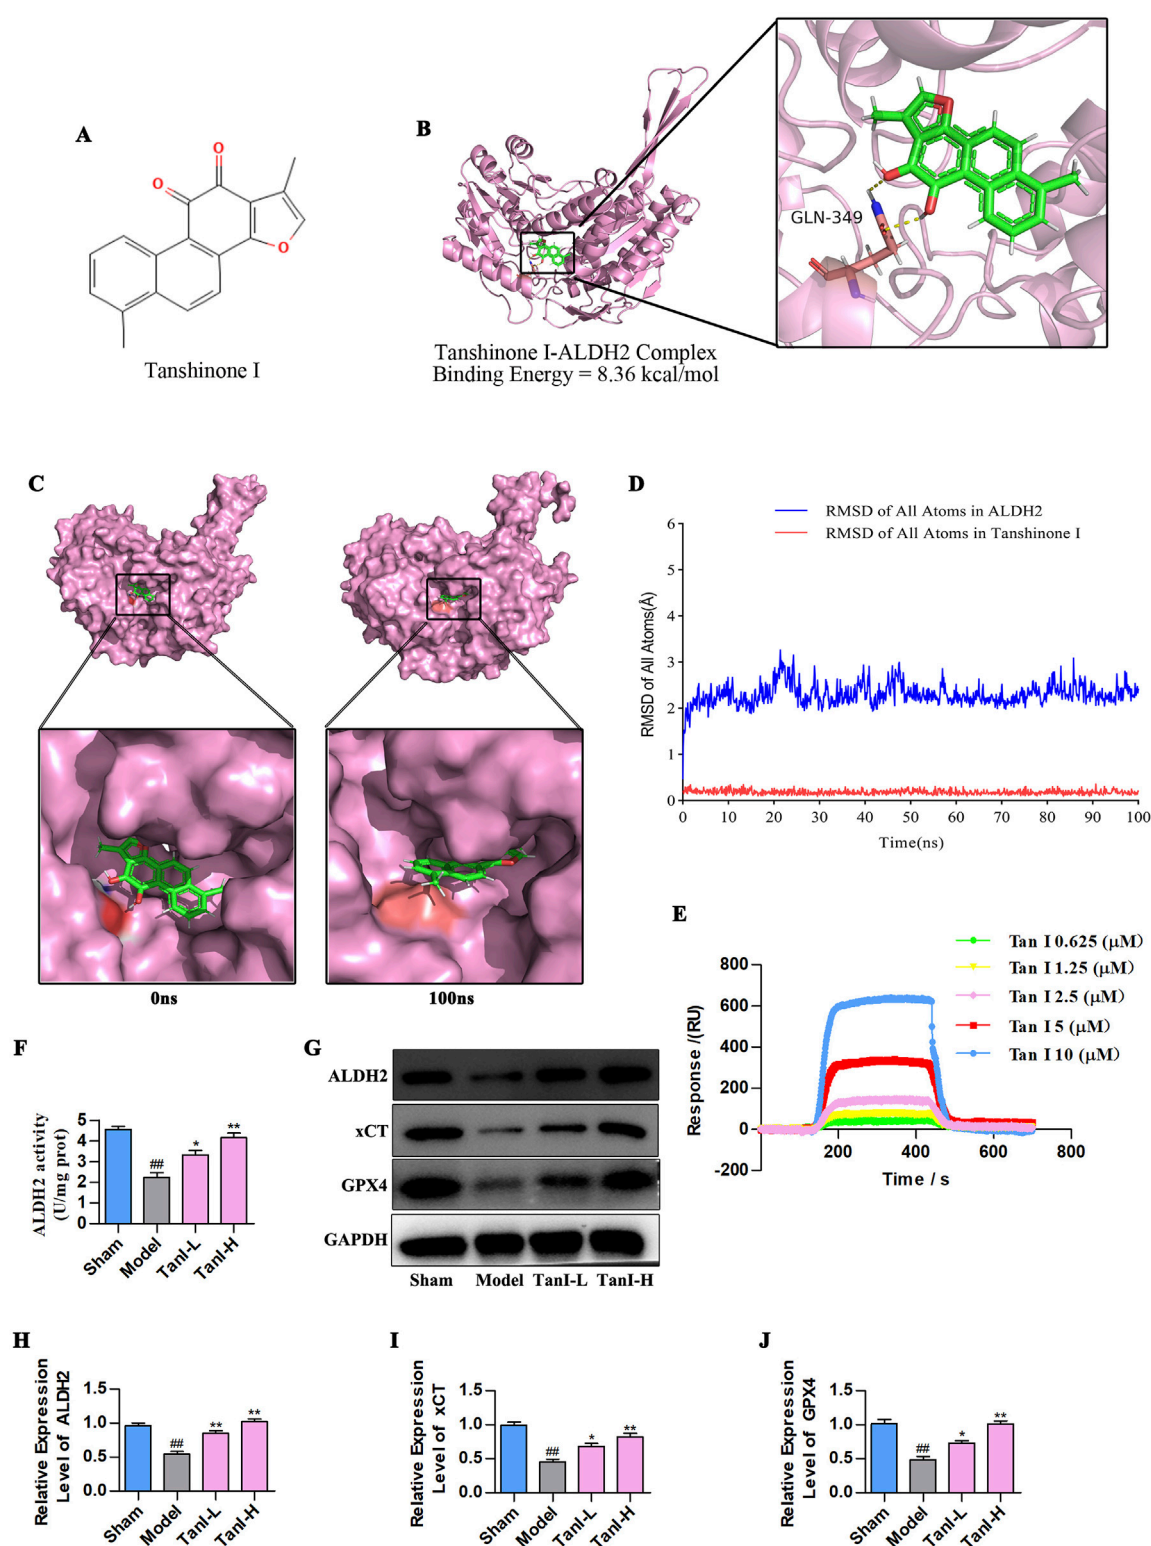 A
O
O
O
Tanshinone I
B
Tanshinone I-ALDH2 Complex
Binding Energy = 8.36 kcal/mol
GLN-349
C
0ns
100ns
D
RMSD of All Atoms in ALDH2
RMSD of All Atoms in Tanshinone I
RMSD of All Atoms(Å)
6
5
4
3
2
1
0
0 10 20 30 40 50 60 70 80 90 100
Time(ns)
E
Tan I 0.625 (μM)
Tan I 1.25 (μM)
Tan I 2.5 (μM)
Tan I 5 (μM)
Tan I 10 (μM)
Response /(RU)
800
600
400
200
0
-200
200 400 600 800
Time / s
F
ALDH2 activity
(U/mg prot)
5
4
3
2
1
0
##
*
**
Sham Model TanI-L TanI-H
G
ALDH2
xCT
GPX4
GAPDH
Sham Model TanI-L TanI-H
H
Relative Expression
Level of ALDH2
1.5
1.0
0.5
0.0
##
**
**
Sham Model TanI-L TanI-H
I
Relative Expression
Level of xCT
1.5
1.0
0.5
0.0
##
*
**
Sham Model TanI-L TanI-H
J
Relative Expression
Level of GPX4
1.5
1.0
0.5
0.0
##
*
**
Sham Model TanI-L TanI-H